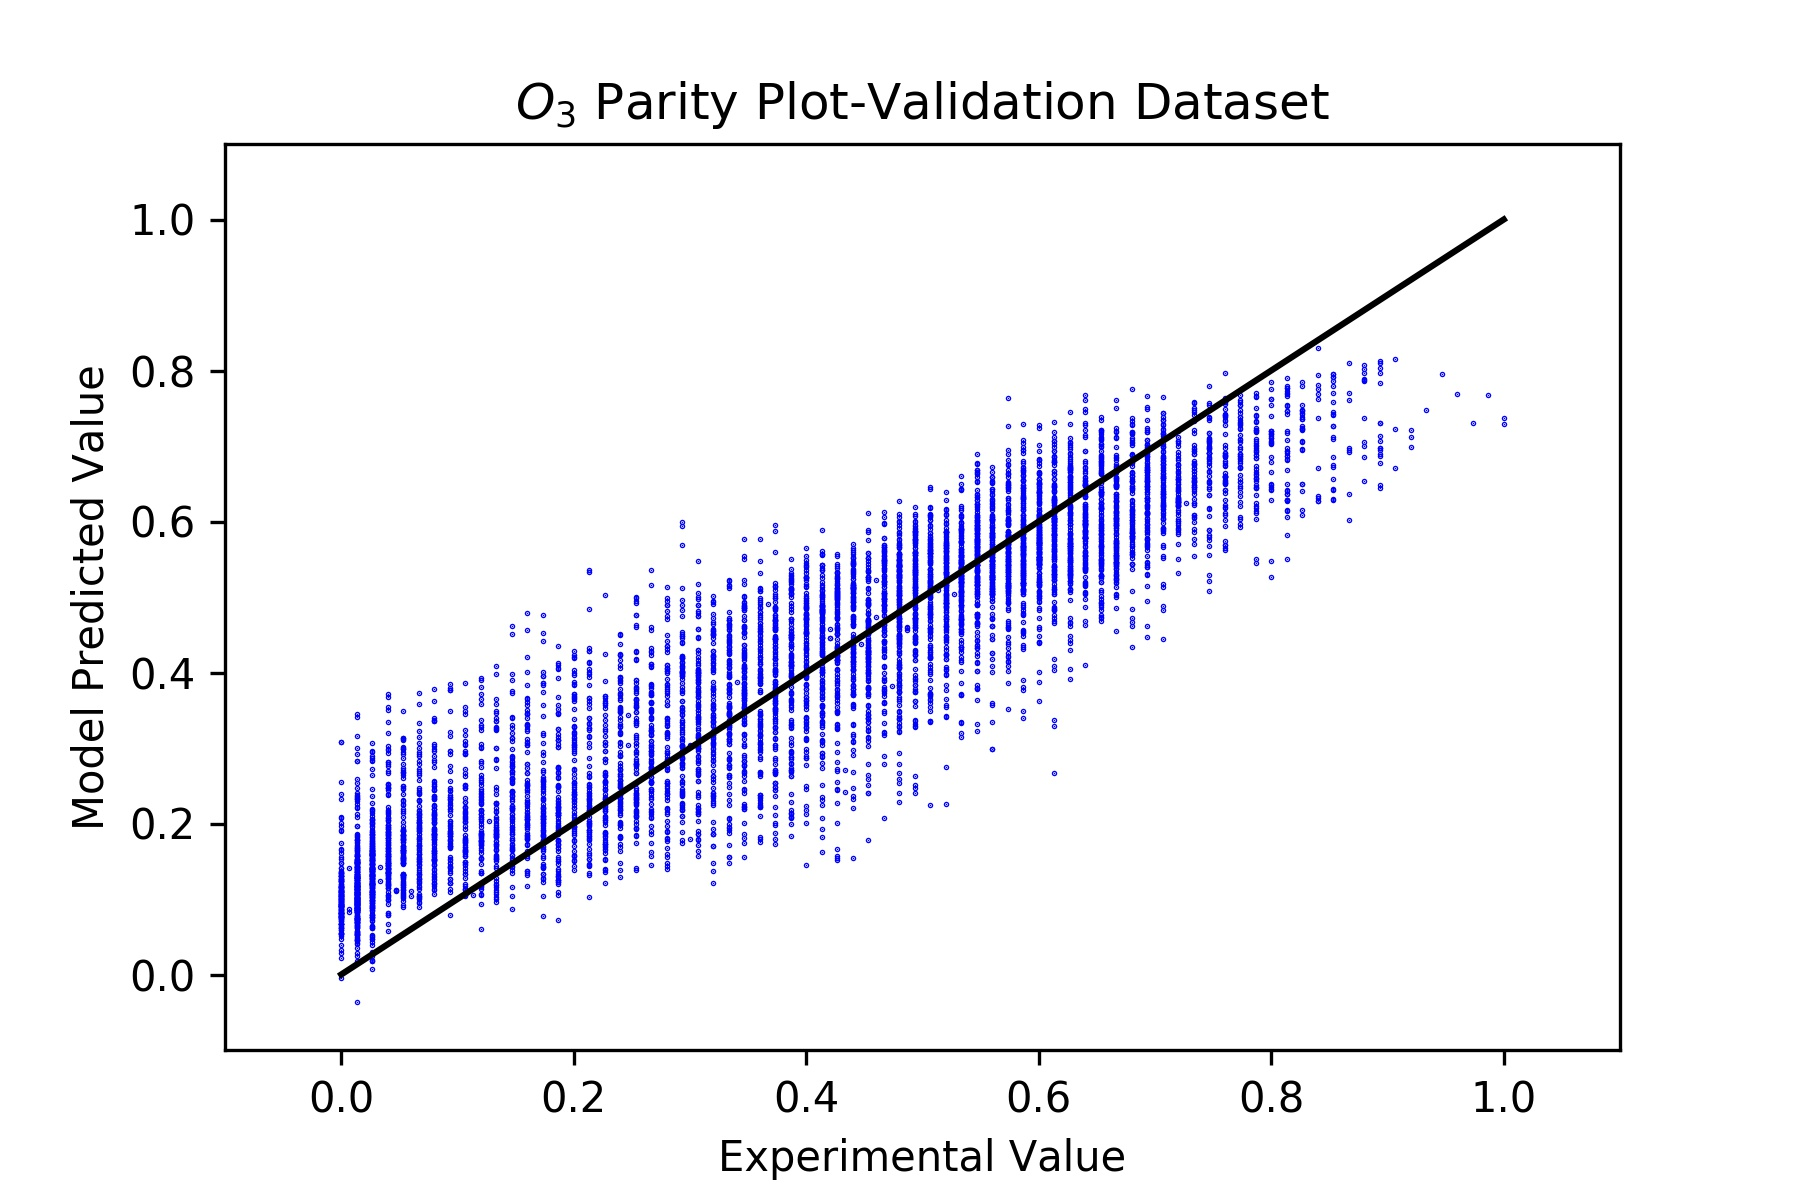 O₃ Parity Plot-Validation Dataset
Model Predicted Value
1.0
0.8
0.6
0.4
0.2
0.0
0.0 0.2 0.4 0.6 0.8 1.0
Experimental Value